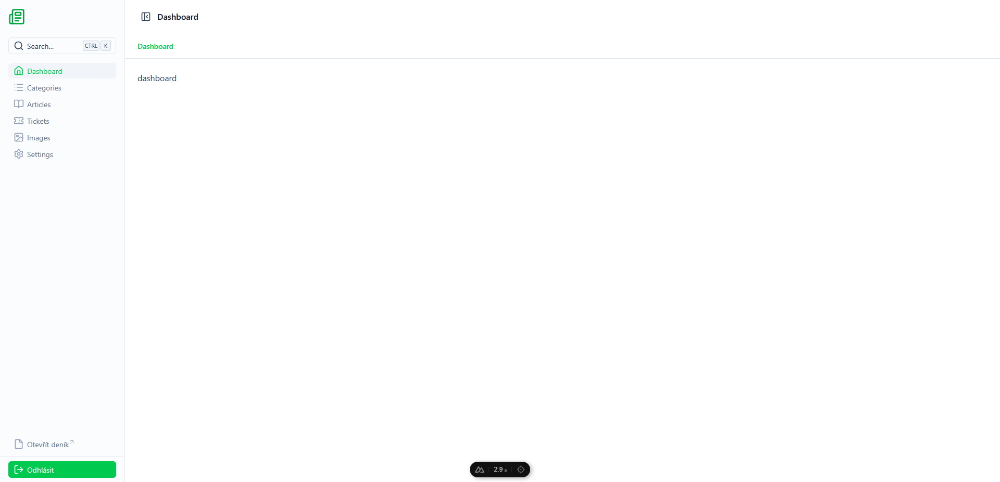 Dashboard
Search...
CTRL K
Dashboard
Dashboard
Categories
Articles
Tickets
Images
Settings
dashboard
Otevřít deník
Odhlásit
2.9 s